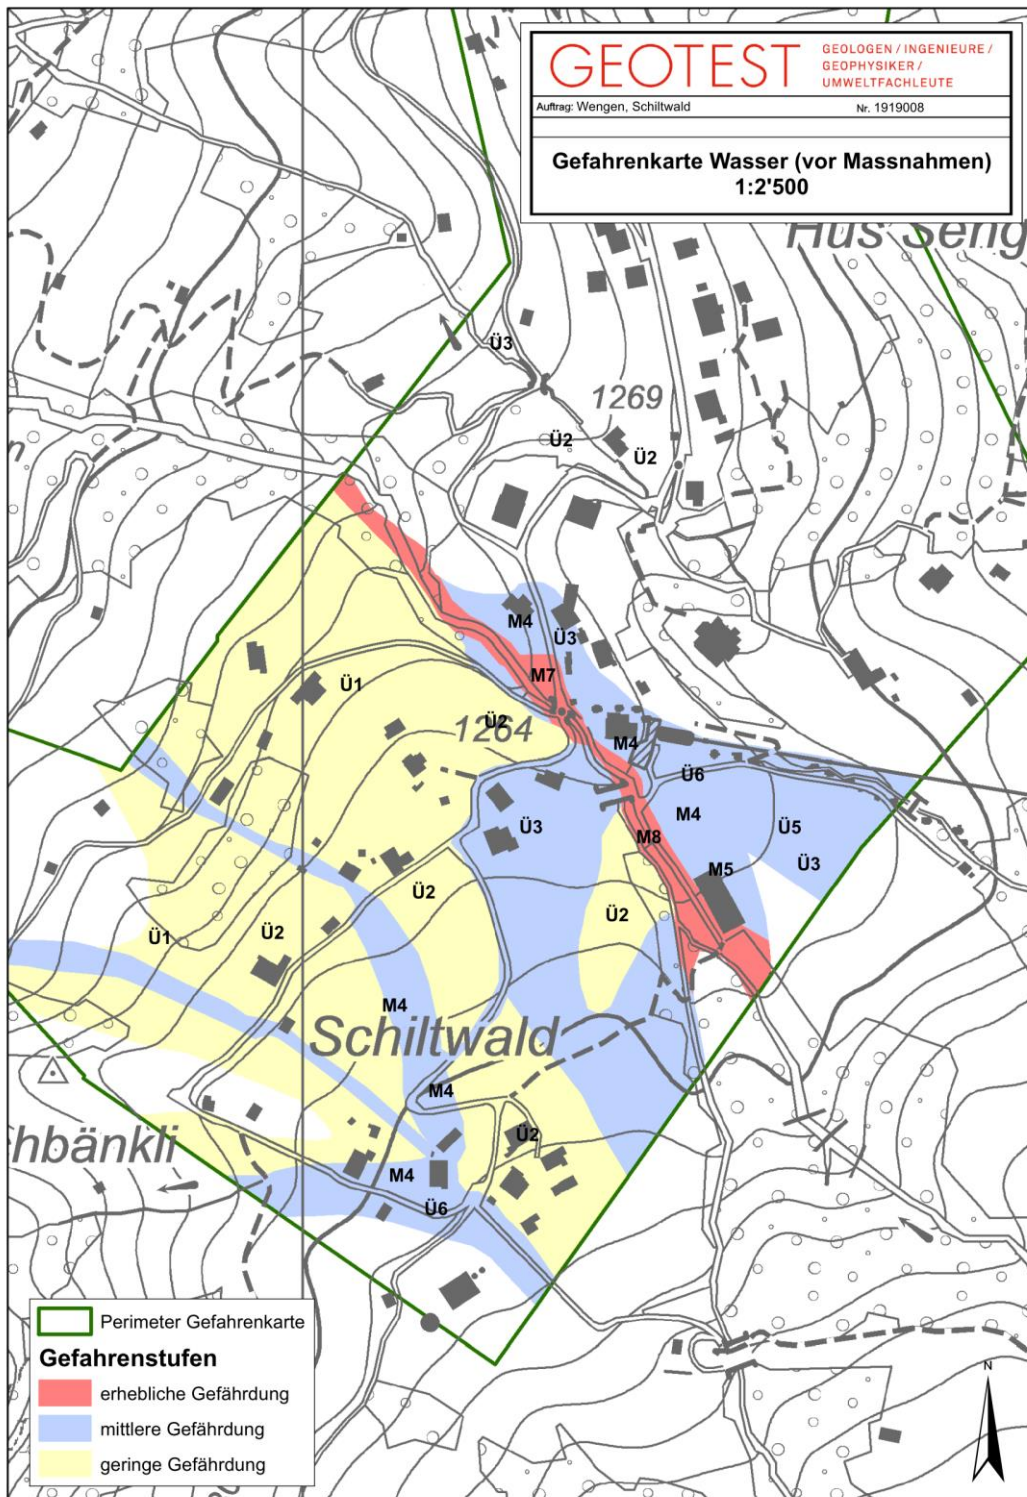 GEOTEST
GEOLOGEN / INGENIEURE /
GEOPHYSIKER /
UMWELTFACHLEUTE
Auftrag: Wengen, Schiltwald
Nr. 1919008
Gefahrenkarte Wasser (vor Massnahmen)
1:2'500
Hus Seng
Ü3
1269
Ü2
Ü2
M4
Ü3
M7
Ü1
Ü2
1264
M4
Ü6
M4
Ü3
M8
Ü5
Ü3
M5
Ü2
Ü2
Ü1
Ü2
M4
Schiltwald
M4
Ü2
hbänkli
M4
Ü6
Perimeter Gefahrenkarte
Gefahrenstufen
erhebliche Gefährdung
mittlere Gefährdung
geringe Gefährdung
N